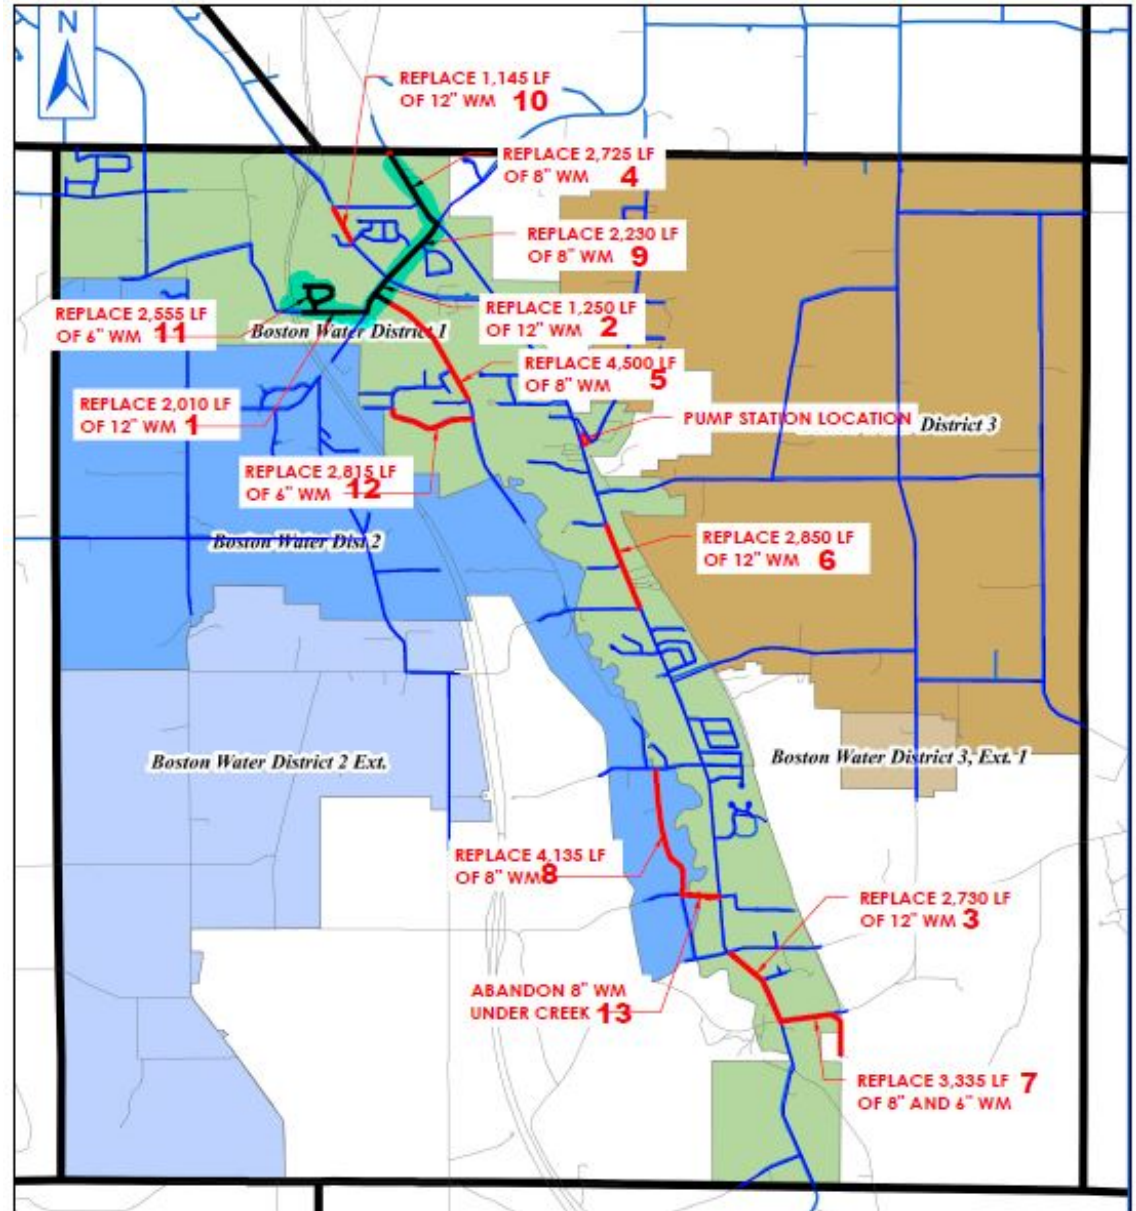 N
REPLACE 1,145 LF
OF 12" WM 10
REPLACE 2,725 LF
OF 8" WM 4
REPLACE 2,230 LF
OF 8" WM 9
REPLACE 2,555 LF
OF 6" WM 11
Boston Water District 1
REPLACE 1,250 LF
OF 12" WM 2
REPLACE 4,500 LF
OF 8" WM 5
REPLACE 2,010 LF
OF 12" WM 1
PUMP STATION LOCATION
District 3
REPLACE 2,815 LF
OF 6" WM 12
Boston Water Dist 2
REPLACE 2,850 LF
OF 12" WM 6
Boston Water District 2 Ext.
Boston Water District 3, Ext. 1
REPLACE 4,135 LF
OF 8" WM 8
REPLACE 2,730 LF
OF 12" WM 3
ABANDON 8" WM
UNDER CREEK 13
REPLACE 3,335 LF 7
OF 8" AND 6" WM